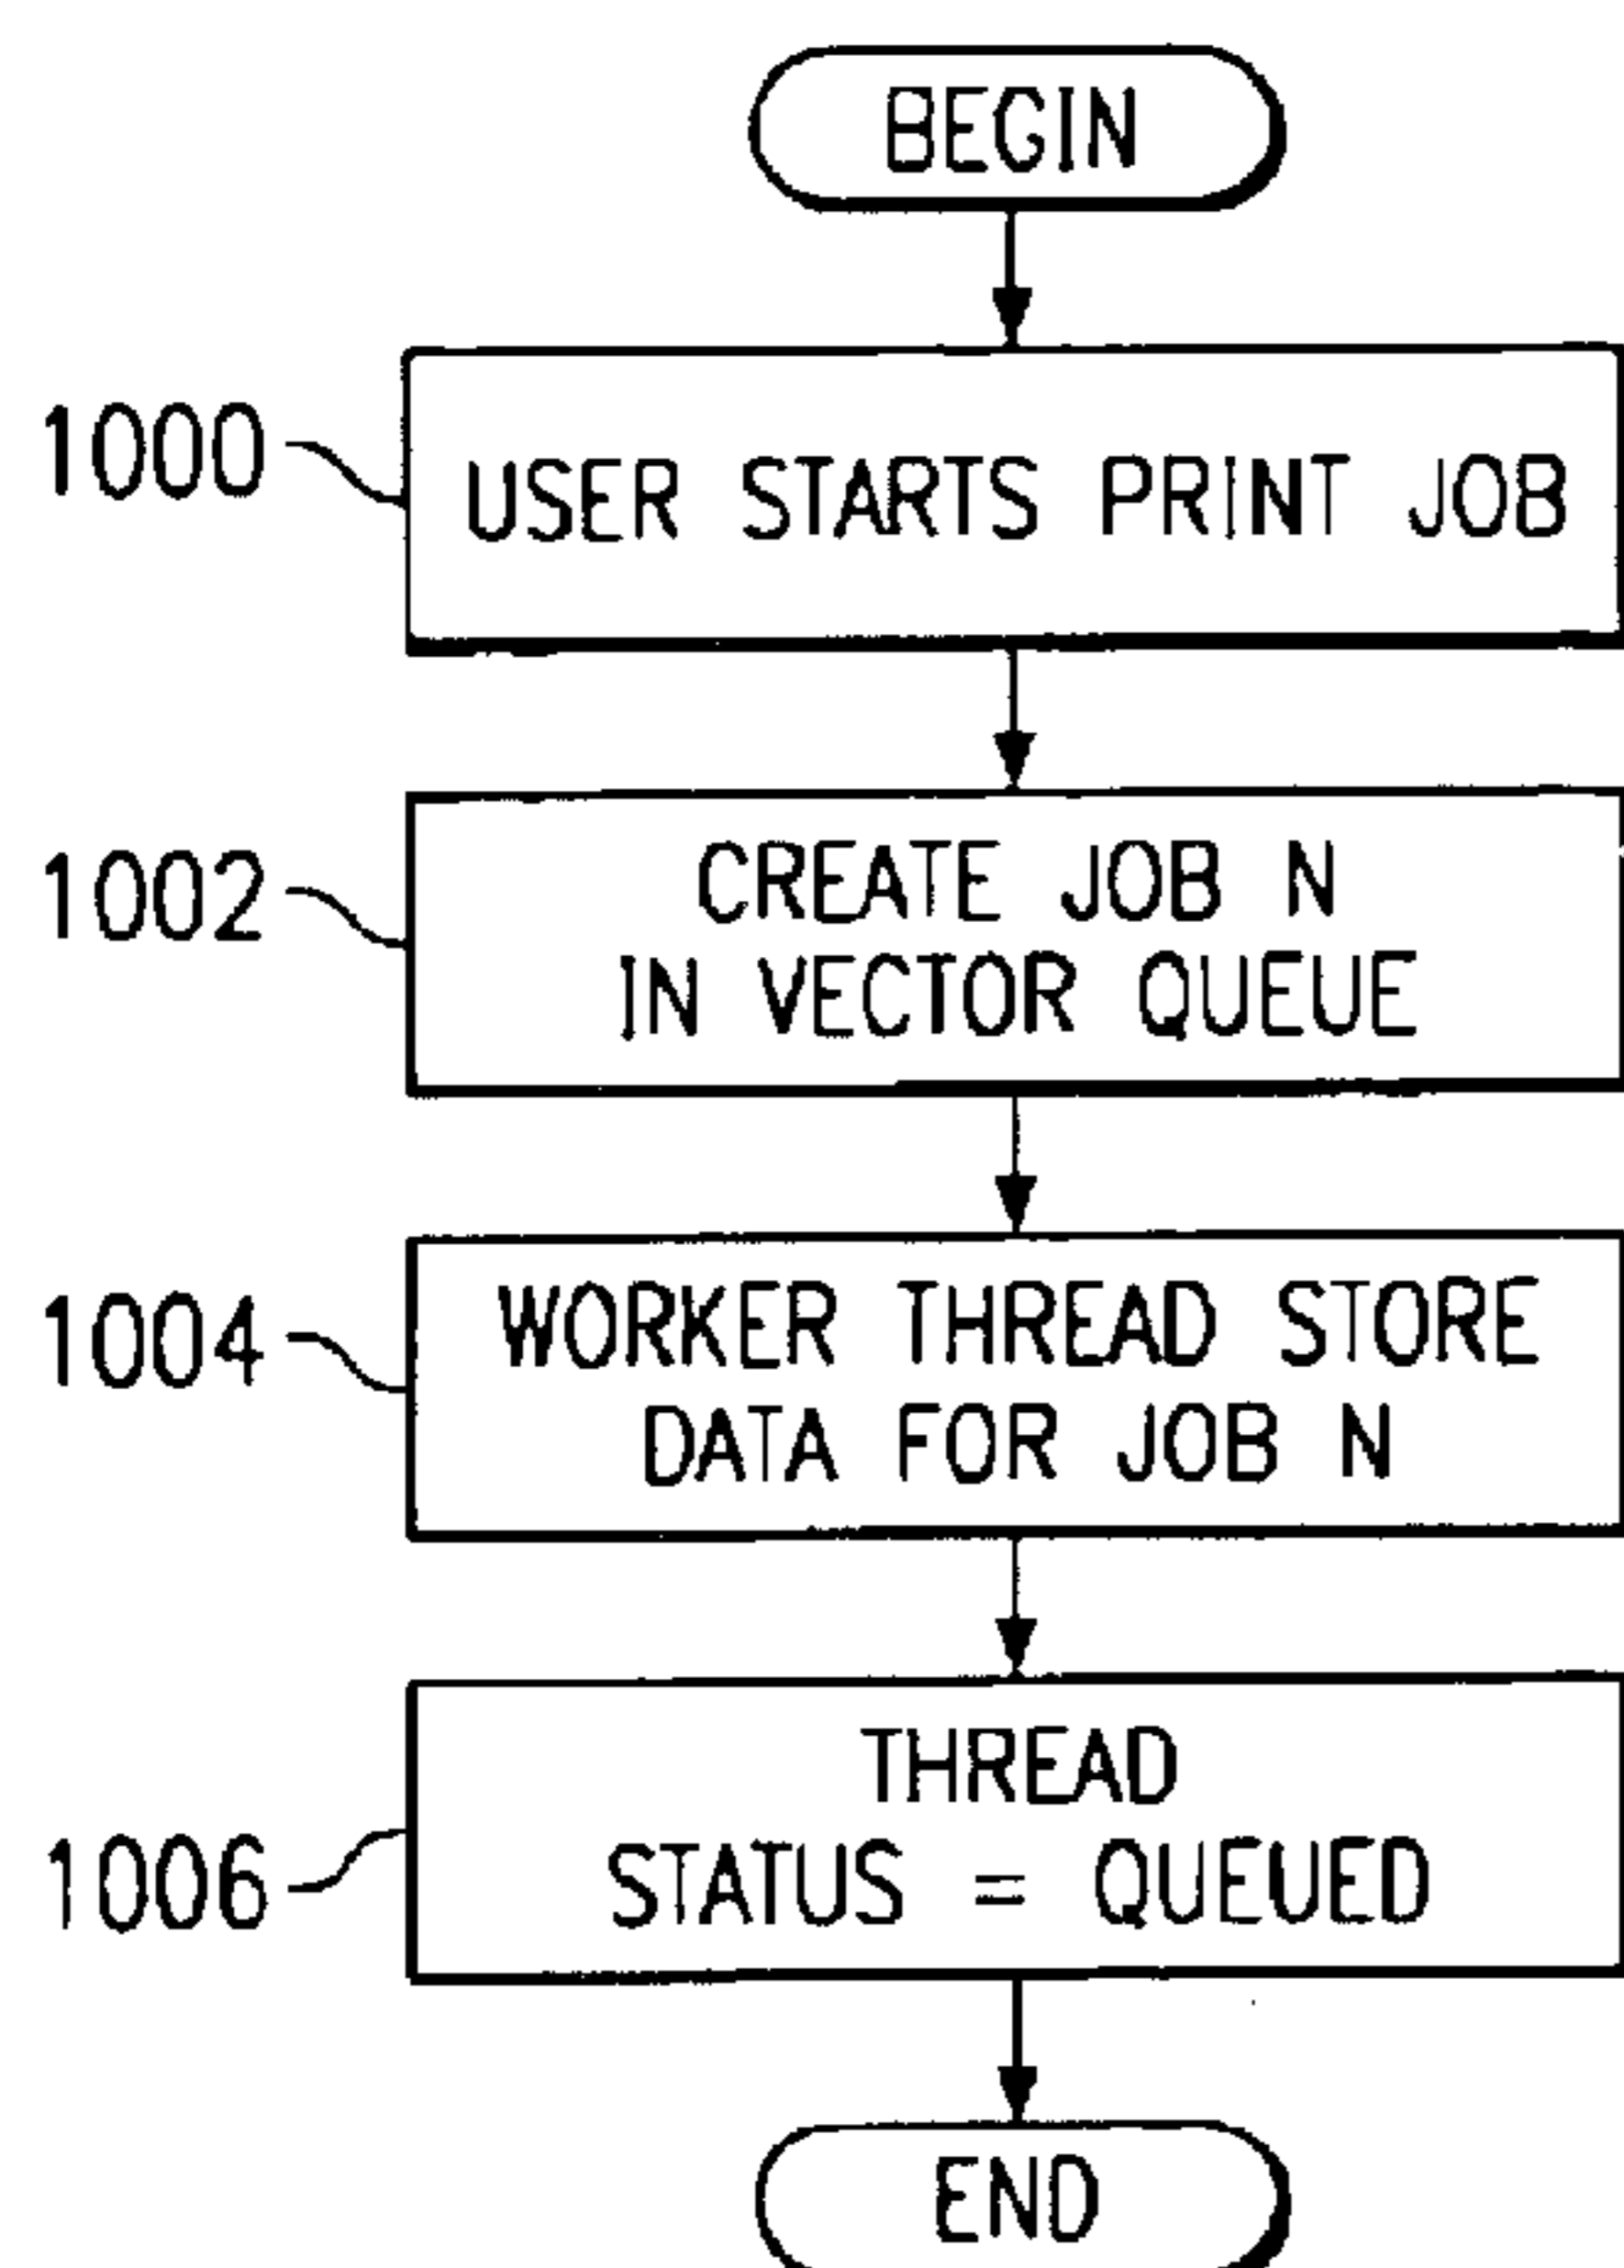 BEGIN
1000
USER STARTS PRINT JOB
1002
CREATE JOB N
IN VECTOR QUEUE
1004
WORKER THREAD STORE
DATA FOR JOB N
1006
THREAD
STATUS = QUEUED
END